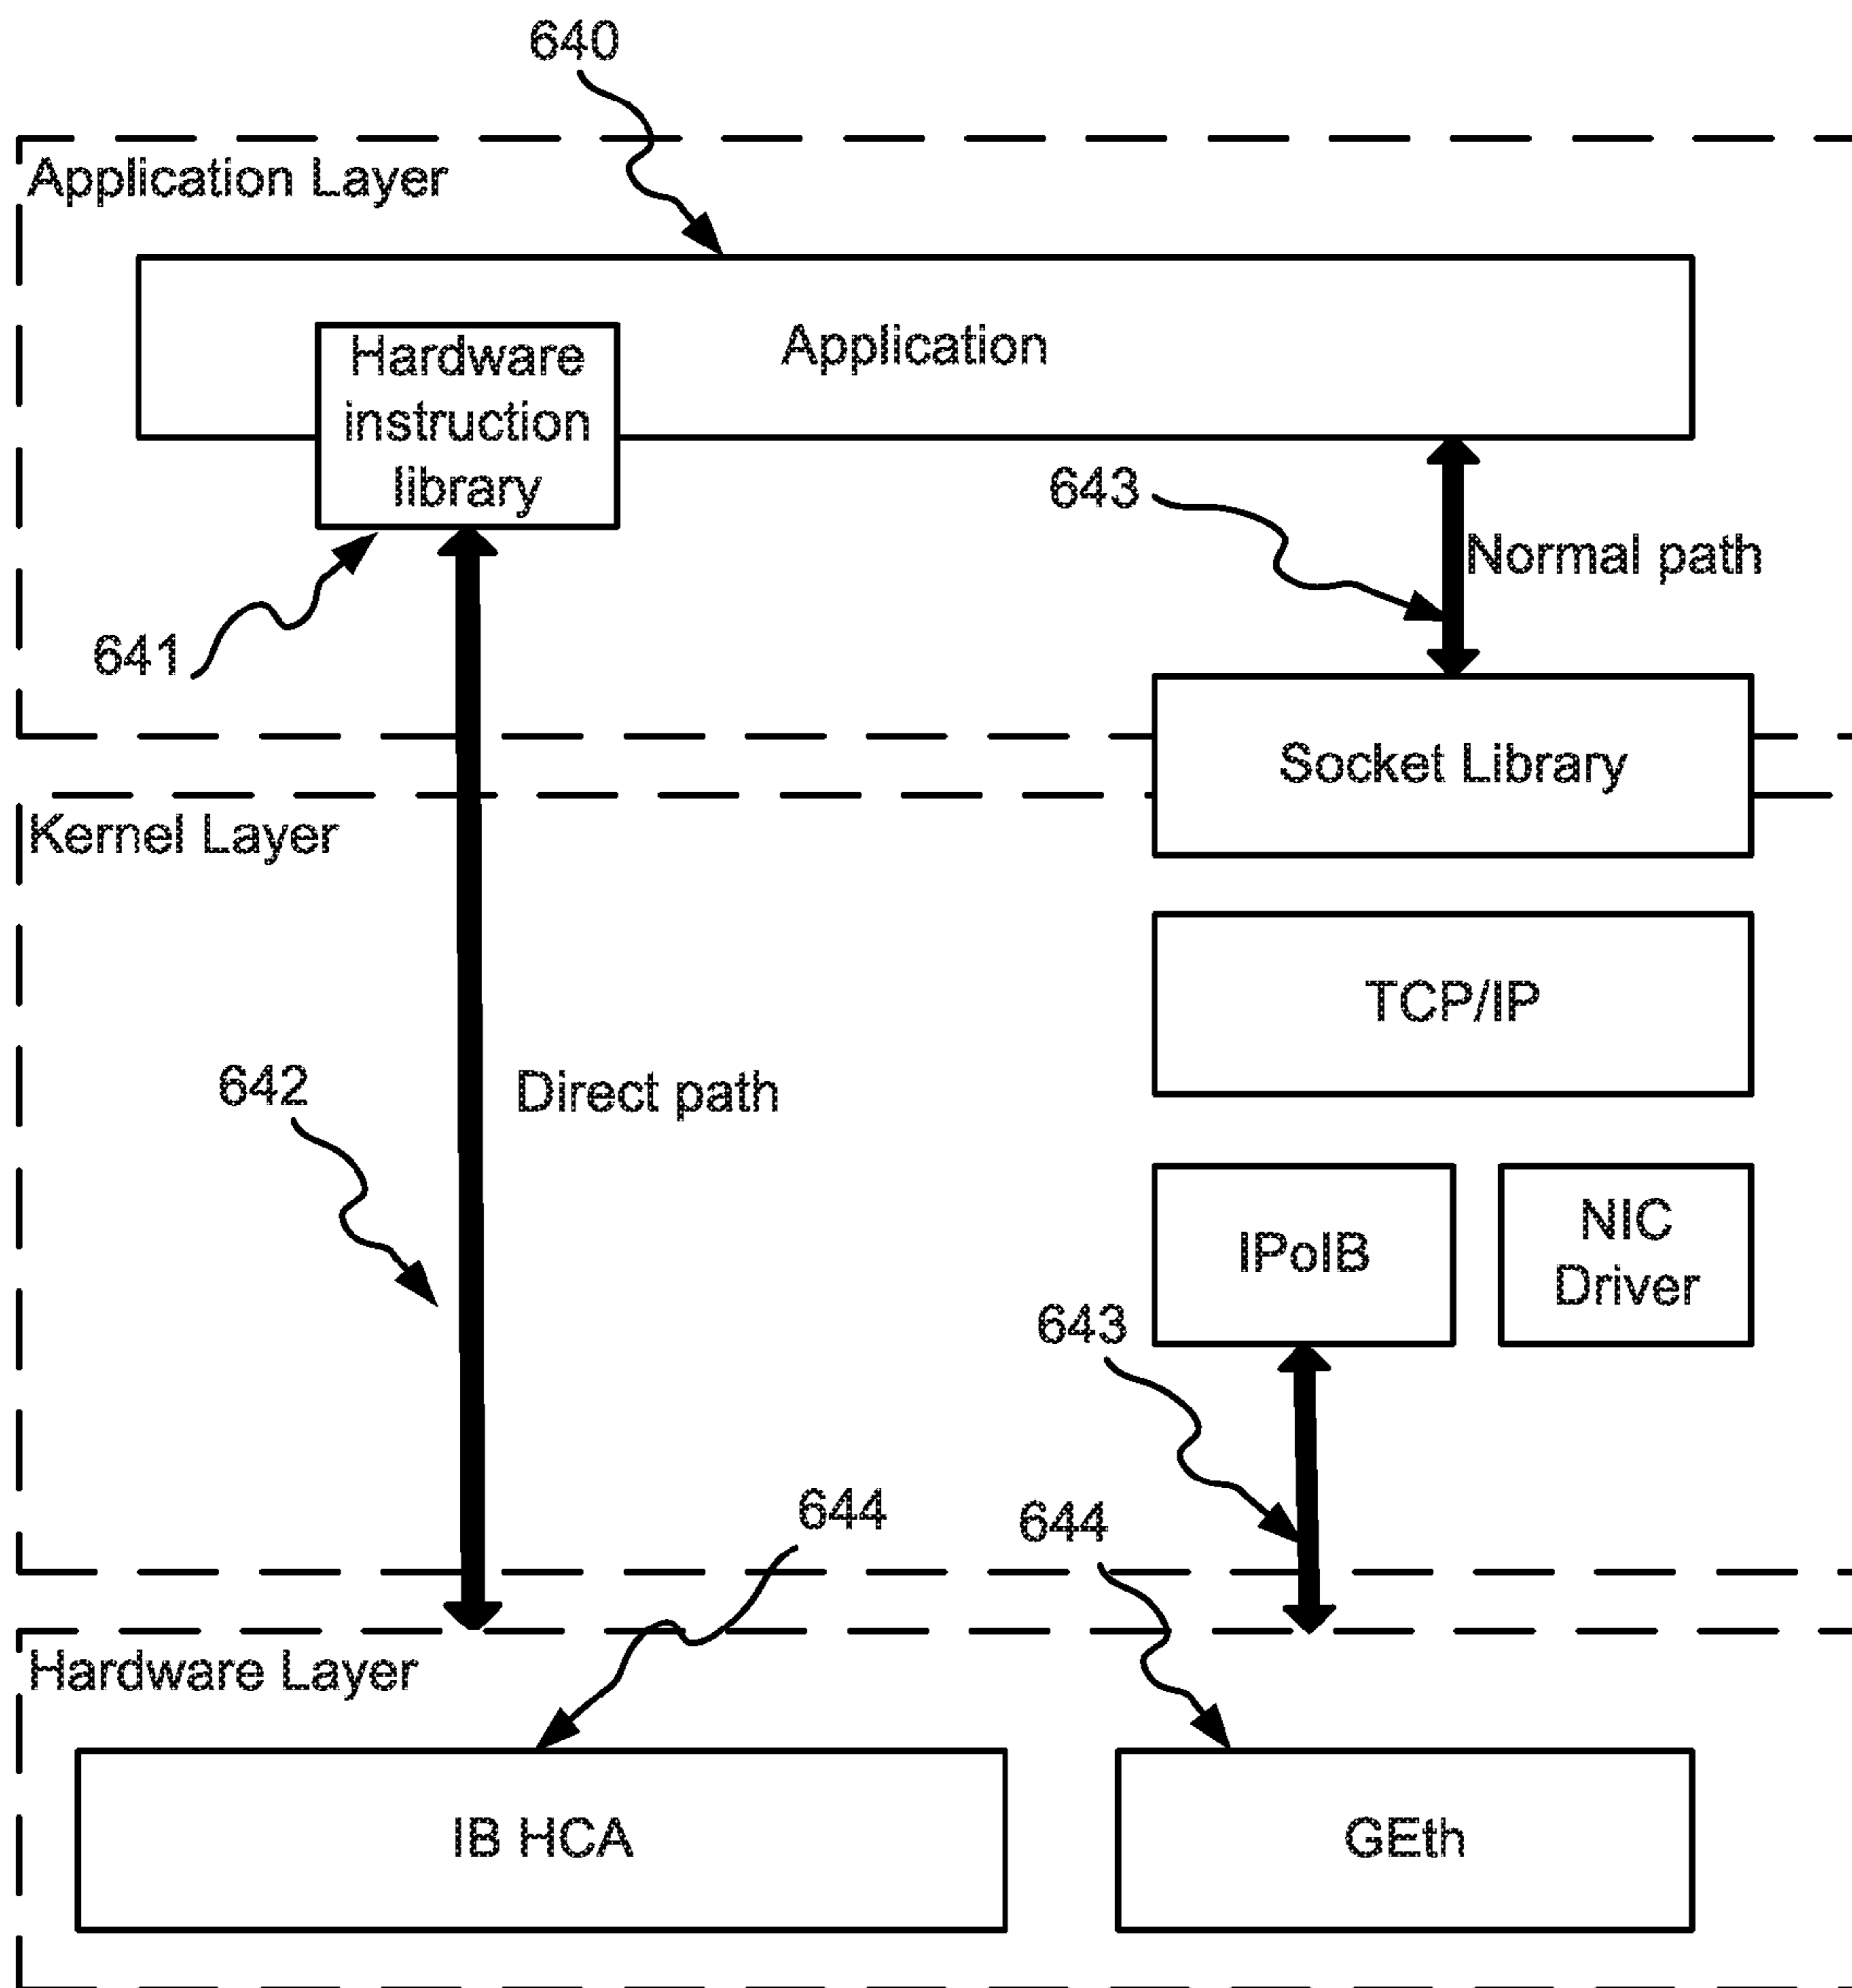 640
Application Layer
Hardware
instruction
library
Application
643
Normal path
641
Socket Library
Kernel Layer
TCP/IP
642
Direct path
IPoIB
NIC
Driver
643
644
644
Hardware Layer
IB HCA
GEth